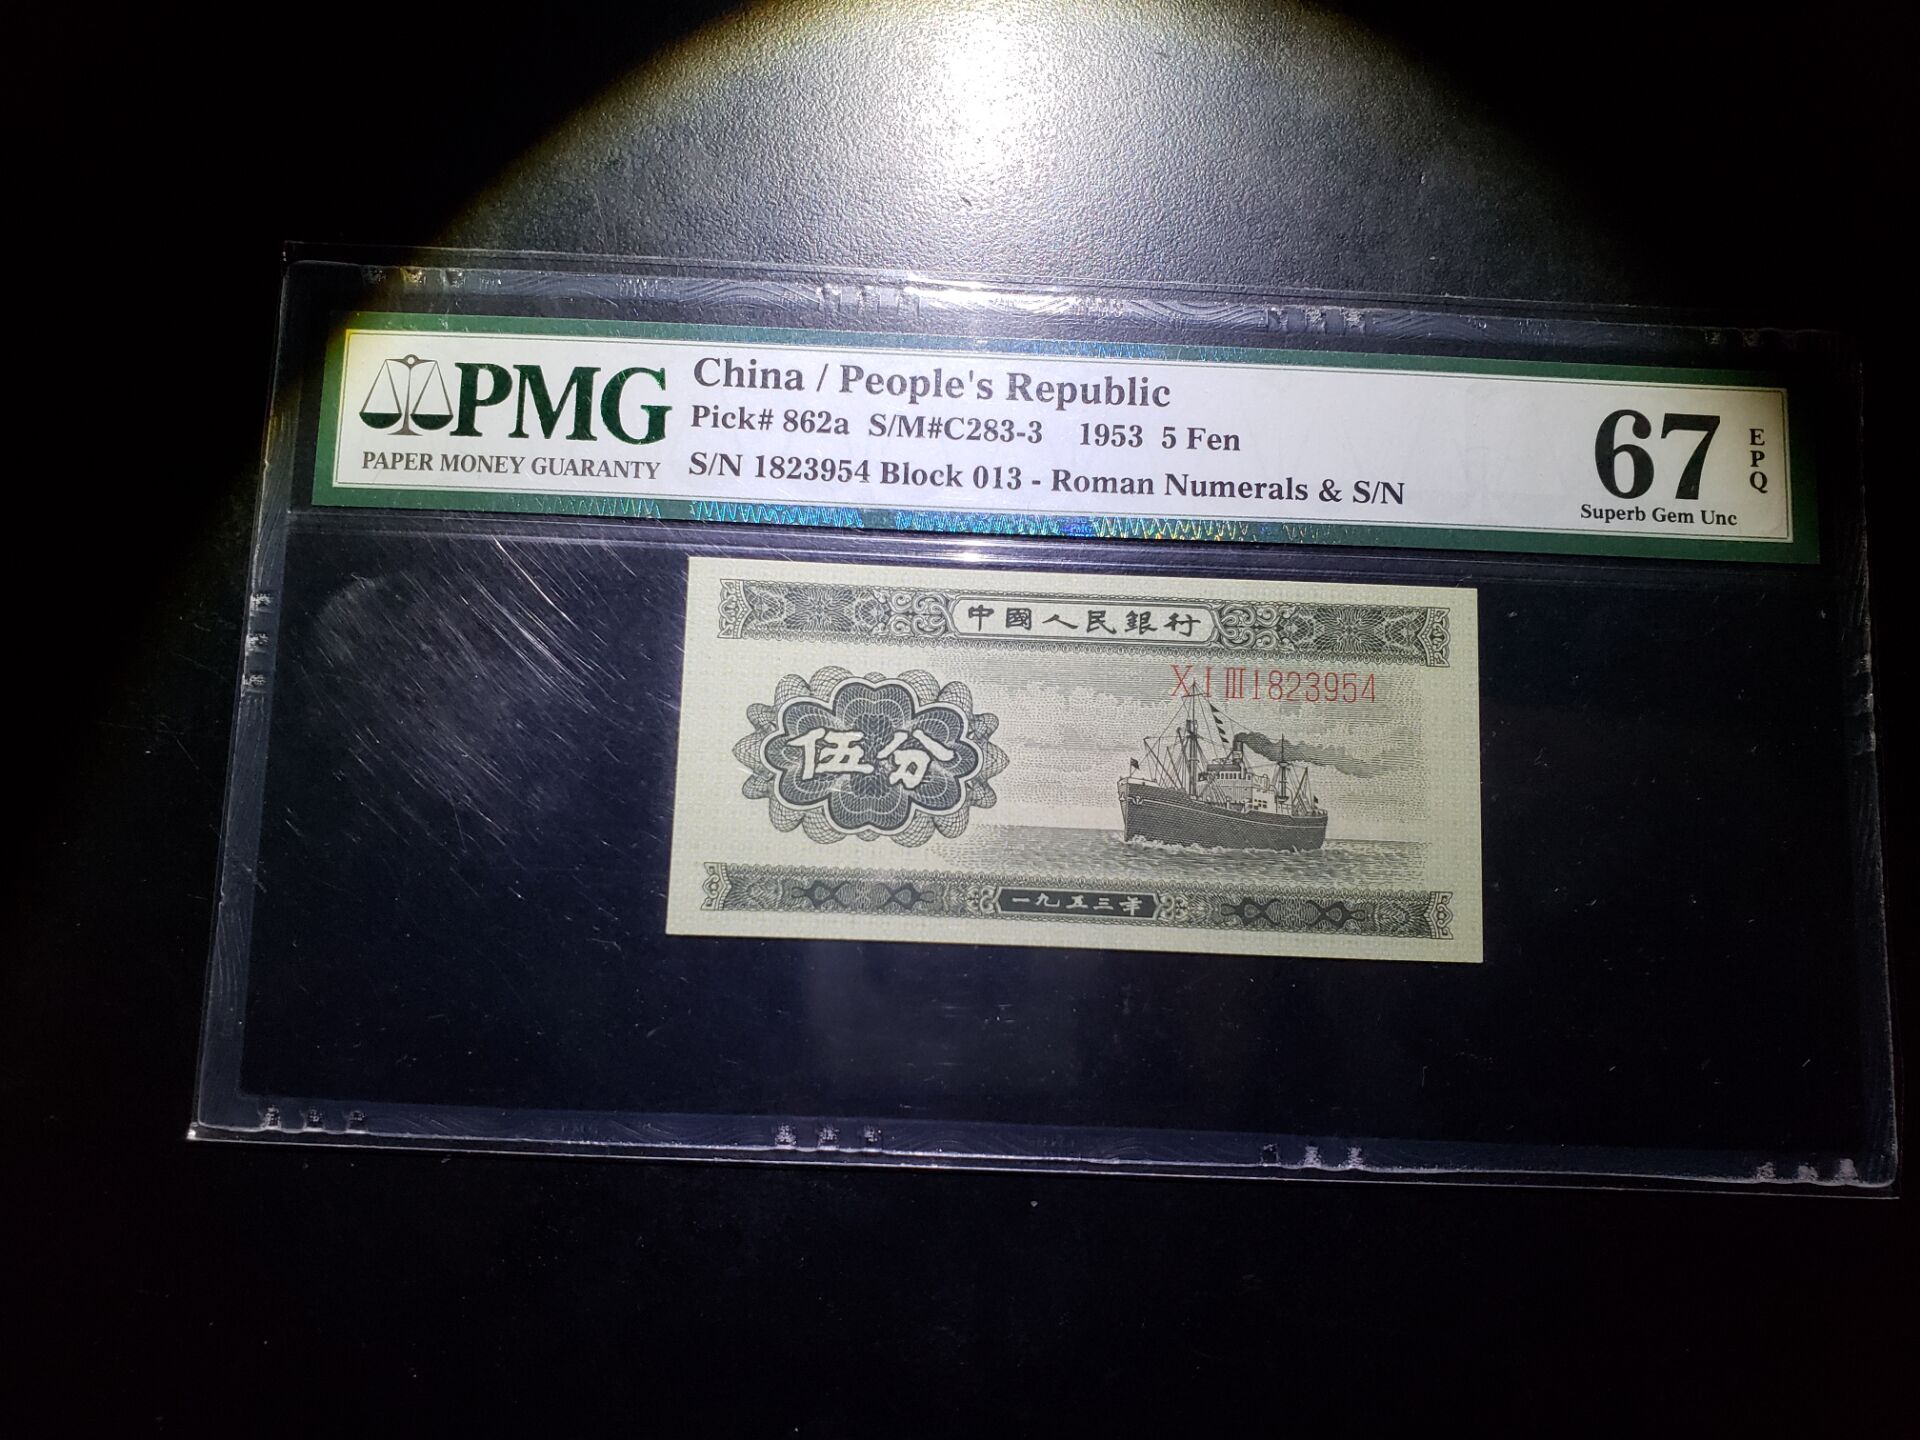 PMG
PAPER MONEY GUARANTY
China / People's Republic
Pick# 862a S/M#C283-3 1953 5 Fen
S/N 1823954 Block 013 - Roman Numerals & S/N
67
EPQ
Superb Gem Unc
中國人民銀行
X I III 1823954
伍分
一九五三年